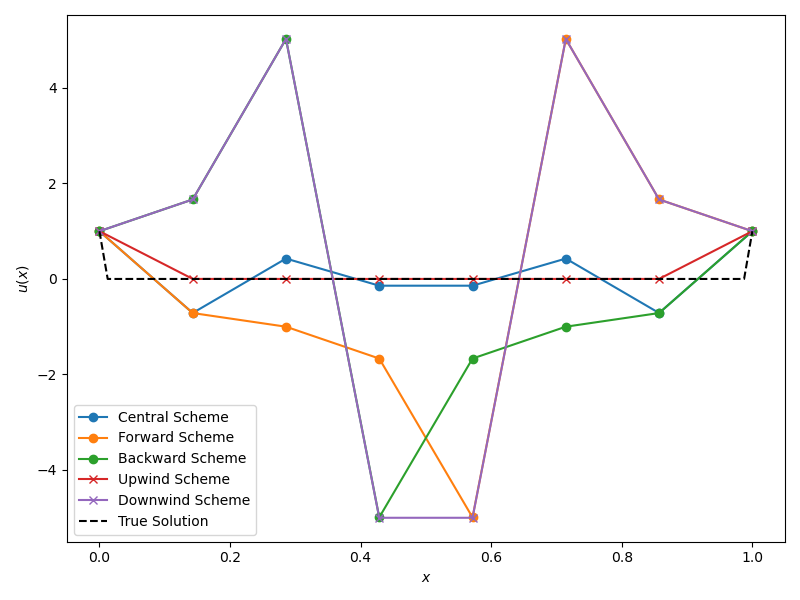 4
2
0
−2
−4
u(x)
Central Scheme
Forward Scheme
Backward Scheme
Upwind Scheme
Downwind Scheme
True Solution
0.0 0.2 0.4 0.6 0.8 1.0
x